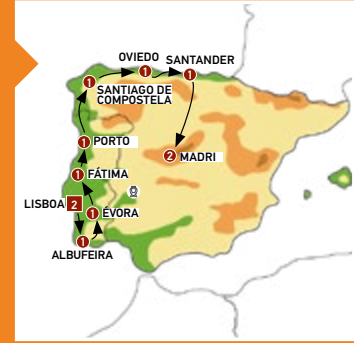 OVIEDO
1
SANTANDER
1
1
SANTIAGO DE
COMPOSTELA
1
PORTO
2
MADRI
1
FÁTIMA
LISBOA
2
1
ÉVORA
1
ALBUFEIRA